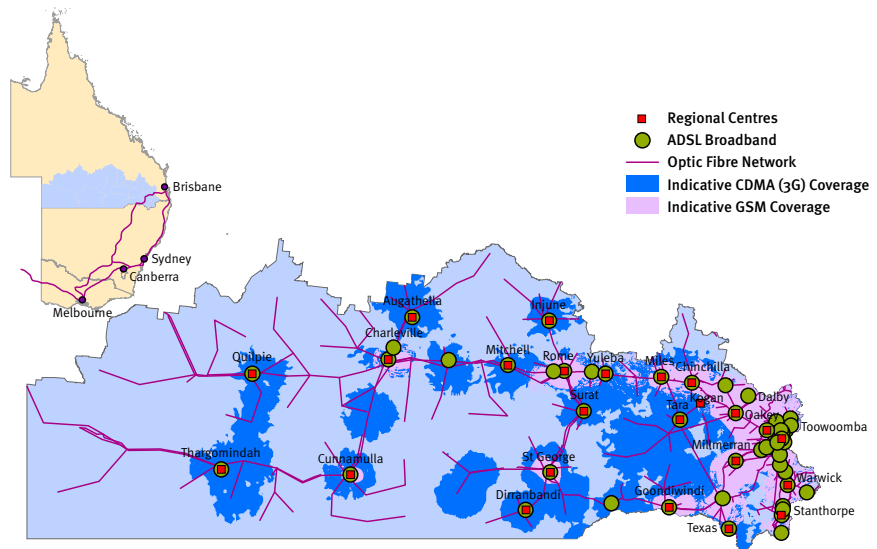 Regional Centres
ADSL Broadband
Optic Fibre Network
Indicative CDMA (3G) Coverage
Indicative GSM Coverage
Brisbane
Sydney
Canberra
Melbourne
Augathella
Injune
Charleville
Mitchell
Roma
Yuleba
Quilpie
Miles
Chinchilla
Surat
Tara
Kogan
Dalby
Oakey
Toowoomba
Millmerran
Thargomindah
Cunnamulla
St George
Warwick
Dirranbandi
Goondiwindi
Stanthorpe
Texas